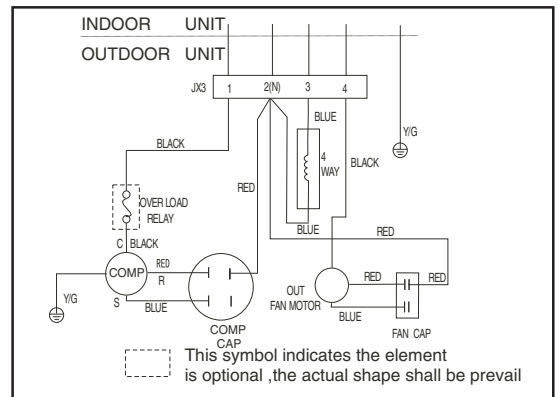 INDOOR UNIT
OUTDOOR UNIT
JX3 1 2(N) 3 4
BLUE
Y/G
BLACK
4 WAY
BLACK
RED
OVER LOAD RELAY
BLUE
RED
C BLACK
COMP
RED
R
S
BLUE
Y/G
COMP CAP
OUT FAN MOTOR
RED
RED
BLUE
FAN CAP
This symbol indicates the element
is optional ,the actual shape shall be prevail